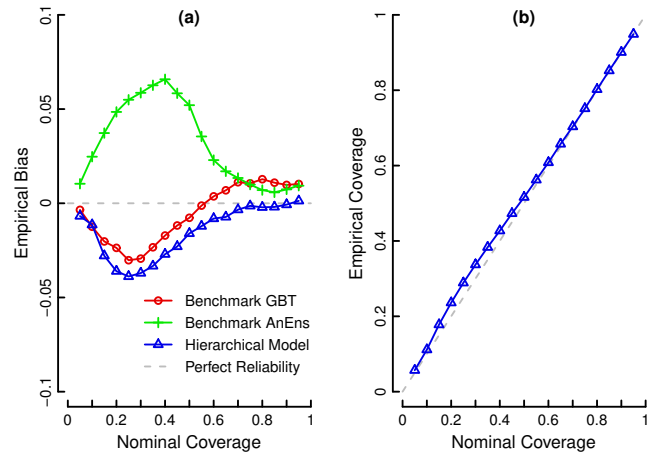 (a)
0.1
0.05
0
−0.05
−0.1
Empirical Bias
Benchmark GBT
Benchmark AnEns
Hierarchical Model
Perfect Reliability
0
0.2
0.4
0.6
0.8
1
Nominal Coverage
(b)
1
0.8
0.6
0.4
0.2
0
Empirical Coverage
0
0.2
0.4
0.6
0.8
1
Nominal Coverage